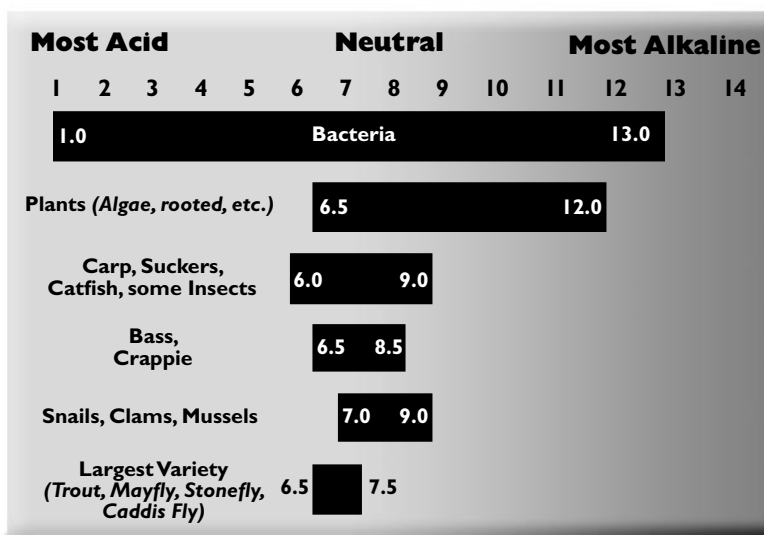 Most Acid Neutral Most Alkaline
1 2 3 4 5 6 7 8 9 10 11 12 13 14
1.0 Bacteria 13.0
Plants (Algae, rooted, etc.) 6.5 12.0
Carp, Suckers,
Catfish, some Insects 6.0 9.0
Bass,
Crappie 6.5 8.5
Snails, Clams, Mussels 7.0 9.0
Largest Variety
(Trout, Mayfly, Stonefly, 6.5 7.5
Caddis Fly)